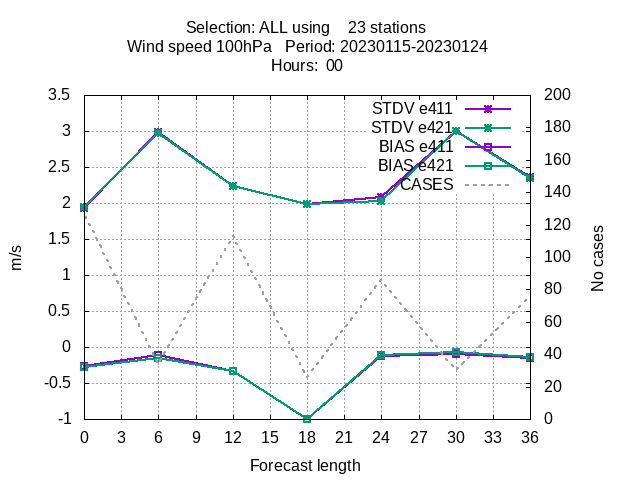 Selection: ALL using 23 stations
Wind speed 100hPa Period: 20230115-20230124
Hours: 00
3.5
3
2.5
2
1.5
1
0.5
0
-0.5
-1
m/s
STDV e411
STDV e421
BIAS e411
BIAS e421
CASES
200
180
160
140
120
100
80
60
40
20
0
No cases
0 3 6 9 12 15 18 21 24 27 30 33 36
Forecast length